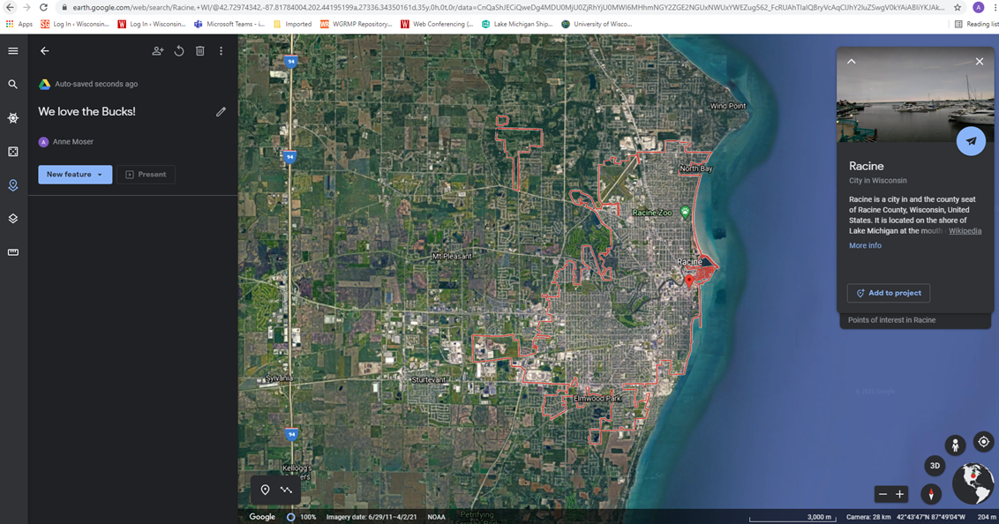 earth.google.com/web/search/Racine,+WI/@42.72974342,-87.81784004,202.44195199a,27336.34350161d,35y,0h,0t,0r/data=
Apps
Log In ‹ Wisconsin...
Log In ‹ Wisconsin...
Microsoft Teams - i...
Imported
WGRMP Repository...
Web Conferencing (...
Lake Michigan Ship...
University of Wisco...
Reading list
Auto-saved seconds ago
We love the Bucks!
A Anne Moser
New feature
Present
94
Wind Point
94
North Bay
Racine Zoo
Mt Pleasant
Racine
Sylvania
Sturtevant
Elmwood Park
94
Kellogg's
Petrifying
Racine
City in Wisconsin
Racine is a city in and the county seat
of Racine County, Wisconsin, United
States. It is located on the shore of
Lake Michigan at the mouth Wikipedia
More info
Add to project
Points of interest in Racine
3D
Google
100%
Imagery date: 6/29/11–4/2/21
NOAA
3,000 m
Camera: 28 km
42°43'47"N 87°49'04"W
204 m